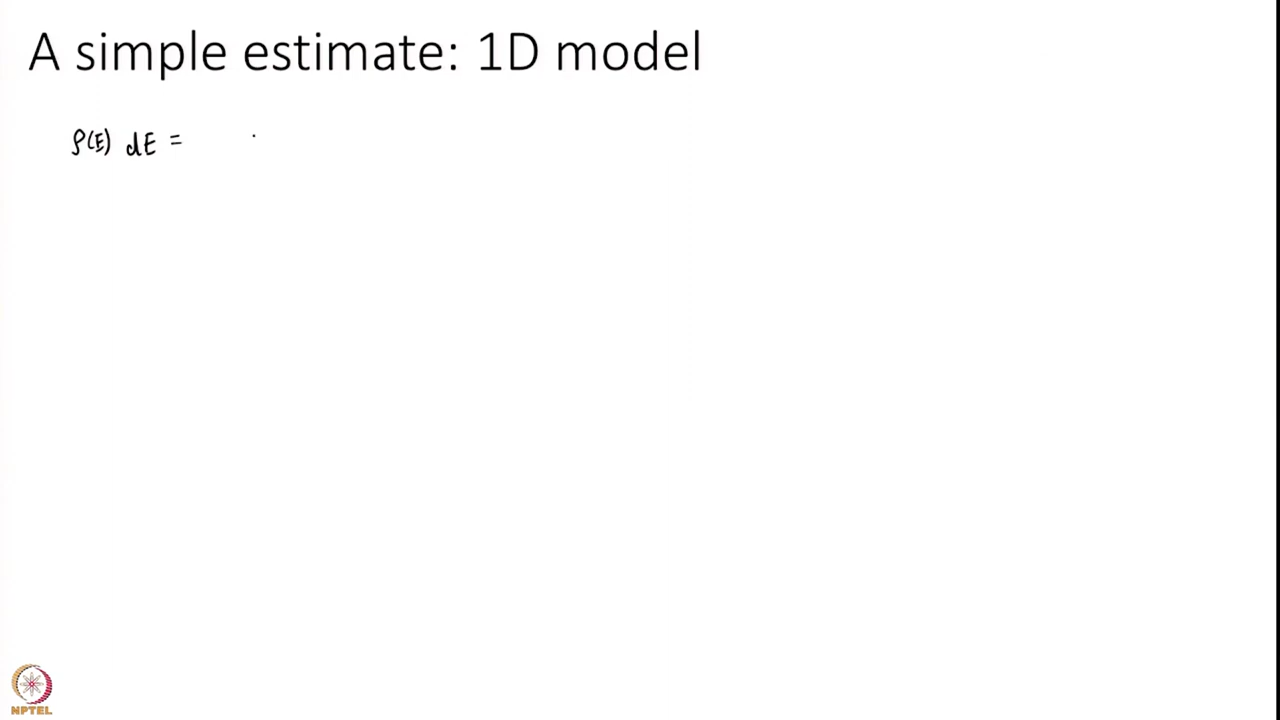 A simple estimate: 1D model
ρ(E) dE =
NPTEL